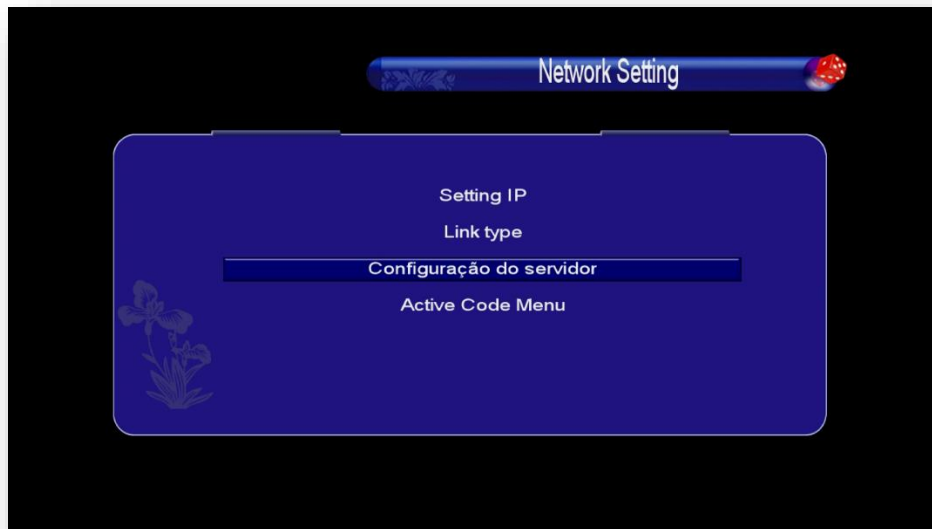 Network Setting
Setting IP
Link type
Configuração do servidor
Active Code Menu